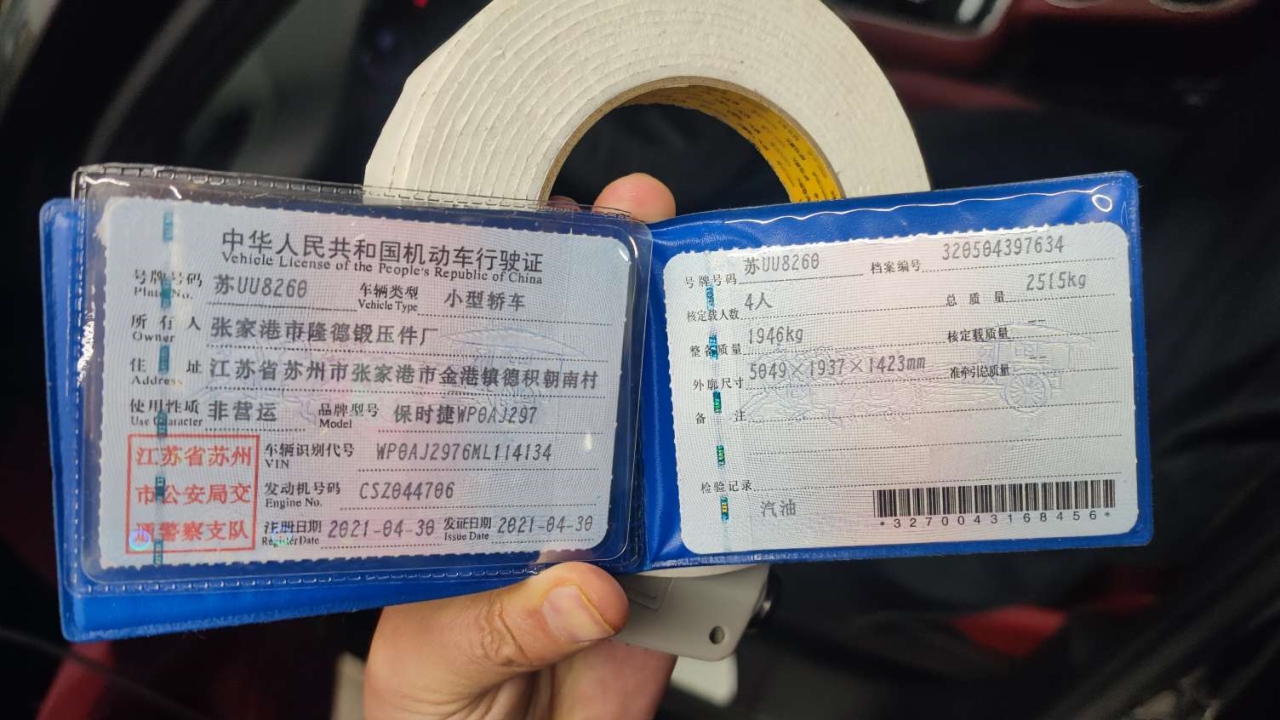 中华人民共和国机动车行驶证
Vehicle License of the People's Republic of China
号牌号码 苏UU8260 车辆类型 小型轿车
Plate No. Vehicle Type
所有人 张家港市隆德锻压件厂
Owner
住址 江苏省苏州市张家港市金港镇德积朝南村
Address
使用性质 非营运 品牌型号 保时捷WP0AJ297
Use Character Model
江苏省苏州
市公安局交
通警察支队
车辆识别代号 WP0AJ2976ML114134
VIN
发动机号码 CSZ044706
Engine No.
注册日期 2021-04-30 发证日期 2021-04-30
Register Date Issue Date
号牌号码 苏UU8260 档案编号 320504397634
核定载人数 4人 总质量 2515kg
整备质量 1946kg 核定载质量 --
外廓尺寸 5049×1937×1423mm 准牵引总质量 --
备注
检验记录
汽油
*3270043168456*